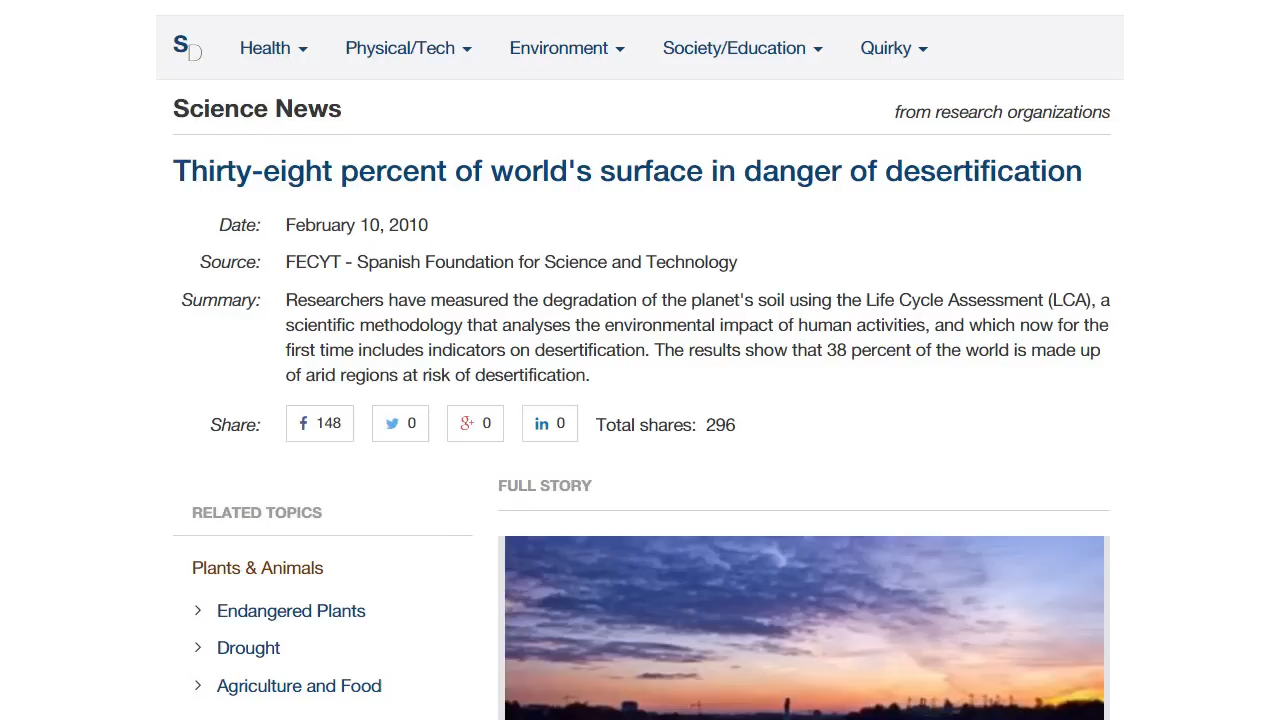 SD
Health
Physical/Tech
Environment
Society/Education
Quirky
Science News
from research organizations
Thirty-eight percent of world's surface in danger of desertification
Date: February 10, 2010
Source: FECYT - Spanish Foundation for Science and Technology
Summary: Researchers have measured the degradation of the planet's soil using the Life Cycle Assessment (LCA), a
scientific methodology that analyses the environmental impact of human activities, and which now for the
first time includes indicators on desertification. The results show that 38 percent of the world is made up
of arid regions at risk of desertification.
Share: f 148 0 g+ 0 in 0 Total shares: 296
RELATED TOPICS
Plants & Animals
Endangered Plants
Drought
Agriculture and Food
FULL STORY